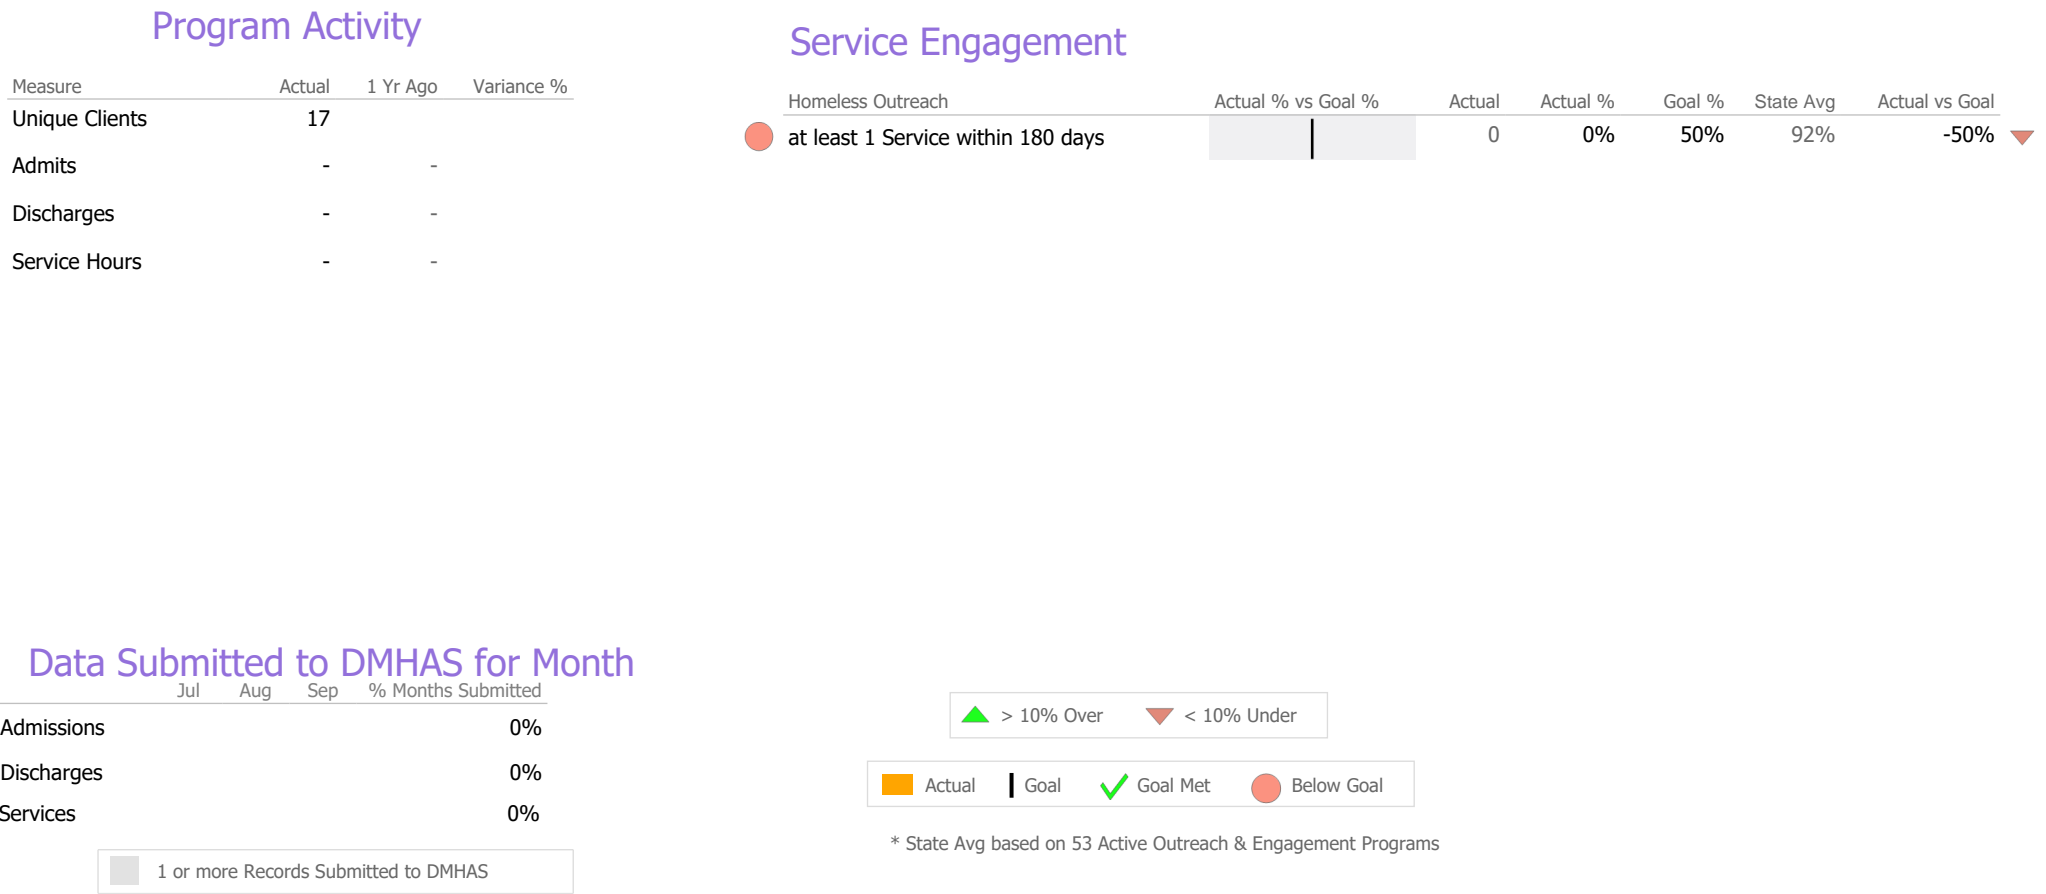 Program Activity
Measure Actual 1 Yr Ago Variance %
Unique Clients 17
Admits - -
Discharges - -
Service Hours - -
Service Engagement
Homeless Outreach Actual % vs Goal % Actual Actual % Goal % State Avg Actual vs Goal
at least 1 Service within 180 days 0 0% 50% 92% -50%
Data Submitted to DMHAS for Month
Jul Aug Sep % Months Submitted
Admissions 0%
Discharges 0%
Services 0%
1 or more Records Submitted to DMHAS
> 10% Over < 10% Under
Actual Goal Goal Met Below Goal
* State Avg based on 53 Active Outreach & Engagement Programs